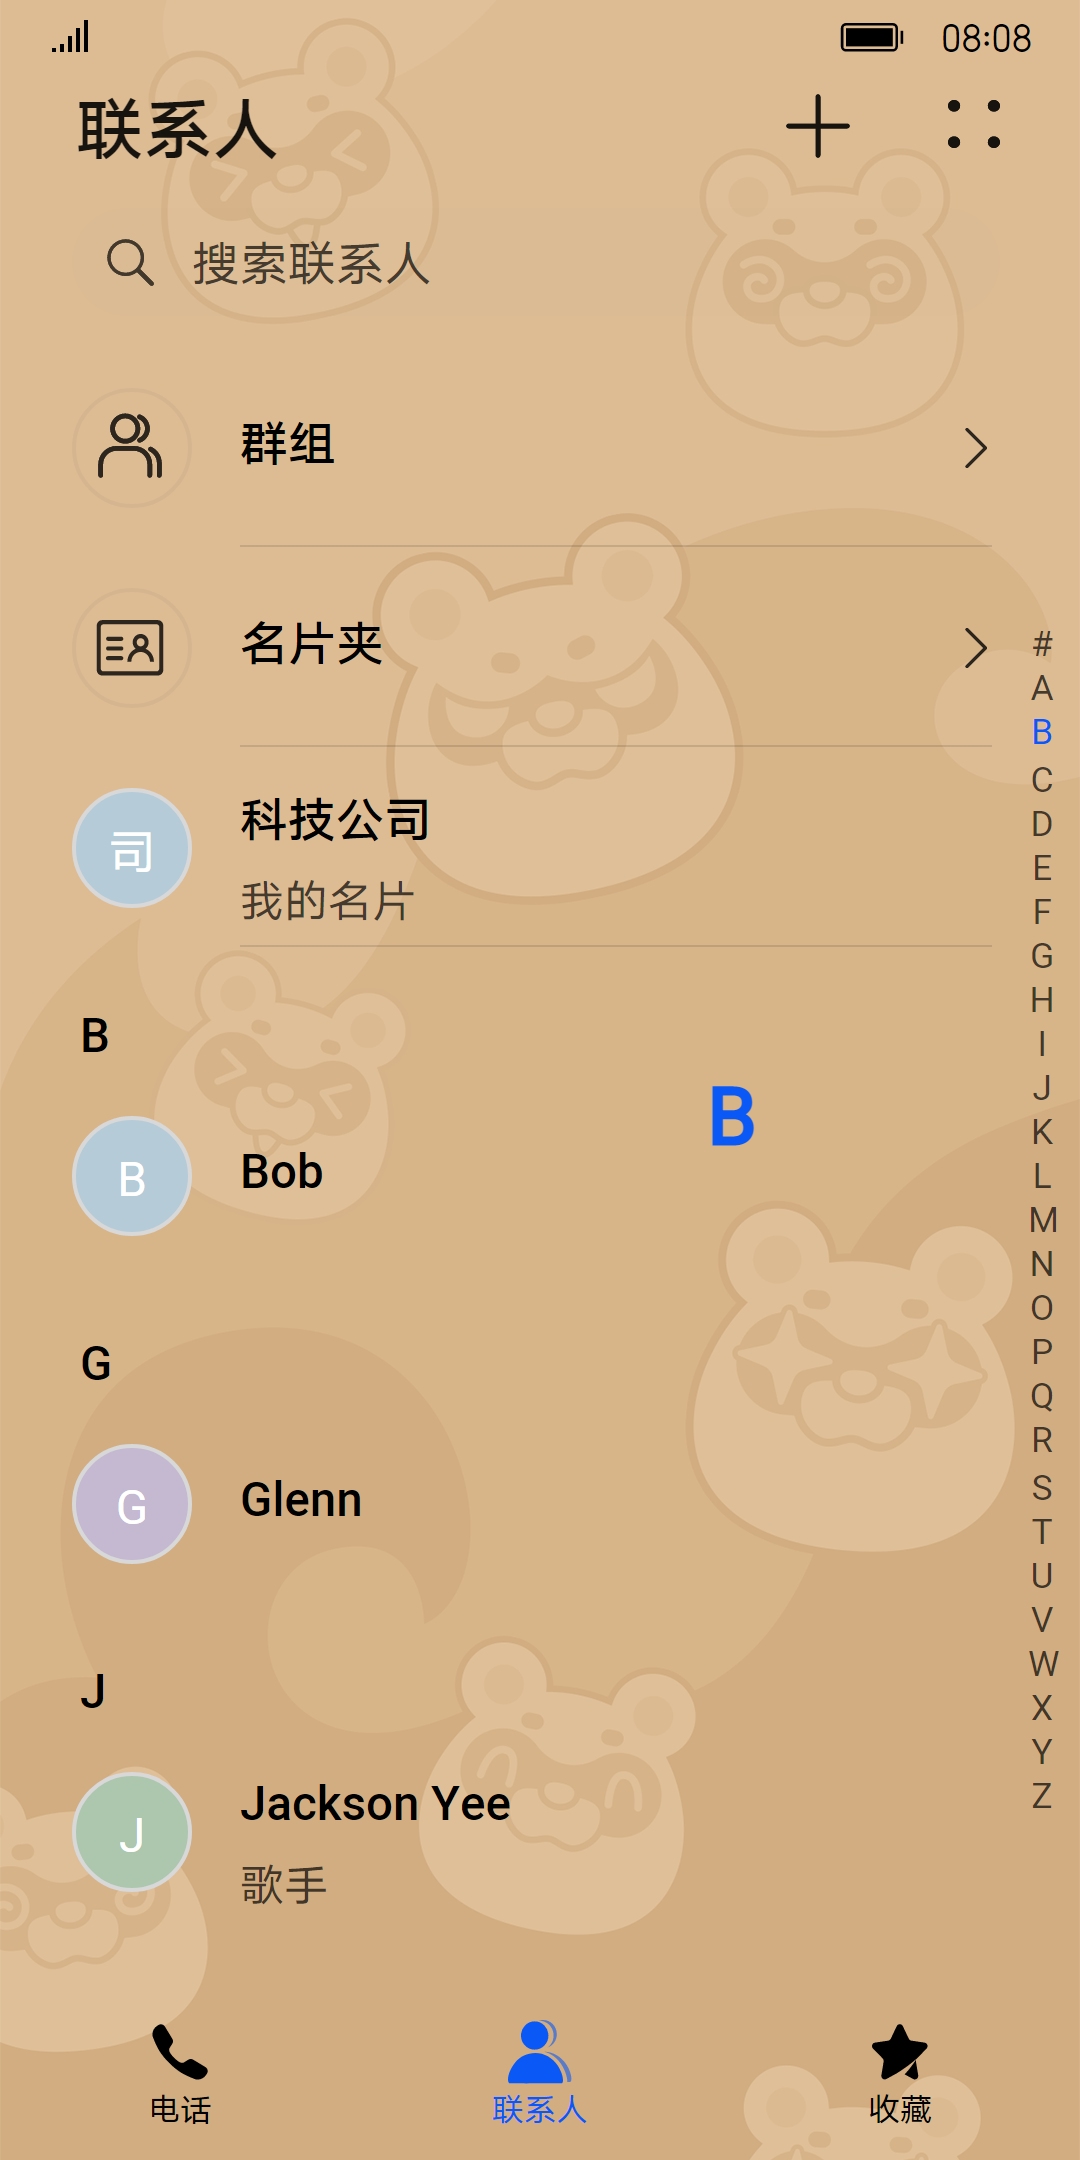 08:08
联系人
搜索联系人
群组
名片夹
司
科技公司
我的名片
B
B
Bob
B
G
G
Glenn
J
J
Jackson Yee
歌手
#
A
B
C
D
E
F
G
H
I
J
K
L
M
N
O
P
Q
R
S
T
U
V
W
X
Y
Z
电话
联系人
收藏